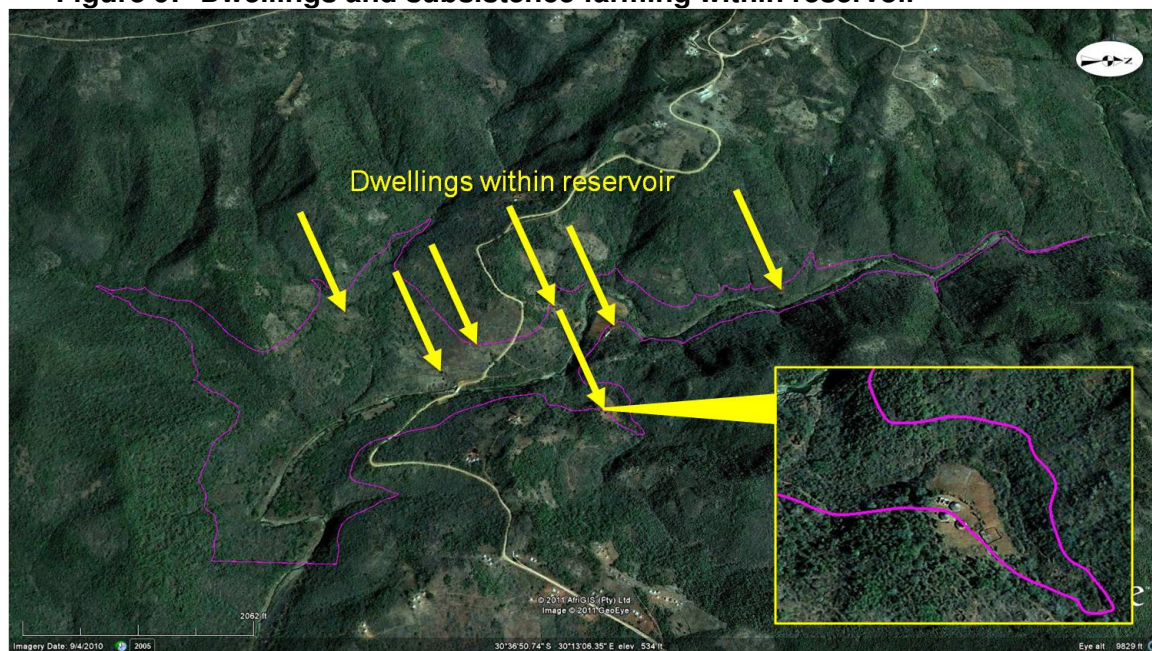 Dwellings and subsistence farming within reservoir
N
Dwellings within reservoir
© 2011 AfriGIS (Pty) Ltd
Image © 2011 GeoEye
2062 ft
Imagery Date: 9/4/2010
2005
30°36'50.74" S 30°13'06.35" E elev 534 ft
Eye alt 9829 ft